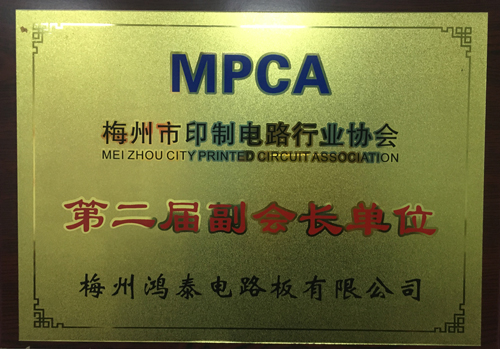 MPCA
梅州市印制电路行业协会
MEI ZHOU CITY PRINTED CIRCUIT ASSOCIATION
第二届副会长单位
梅州鸿泰电路板有限公司